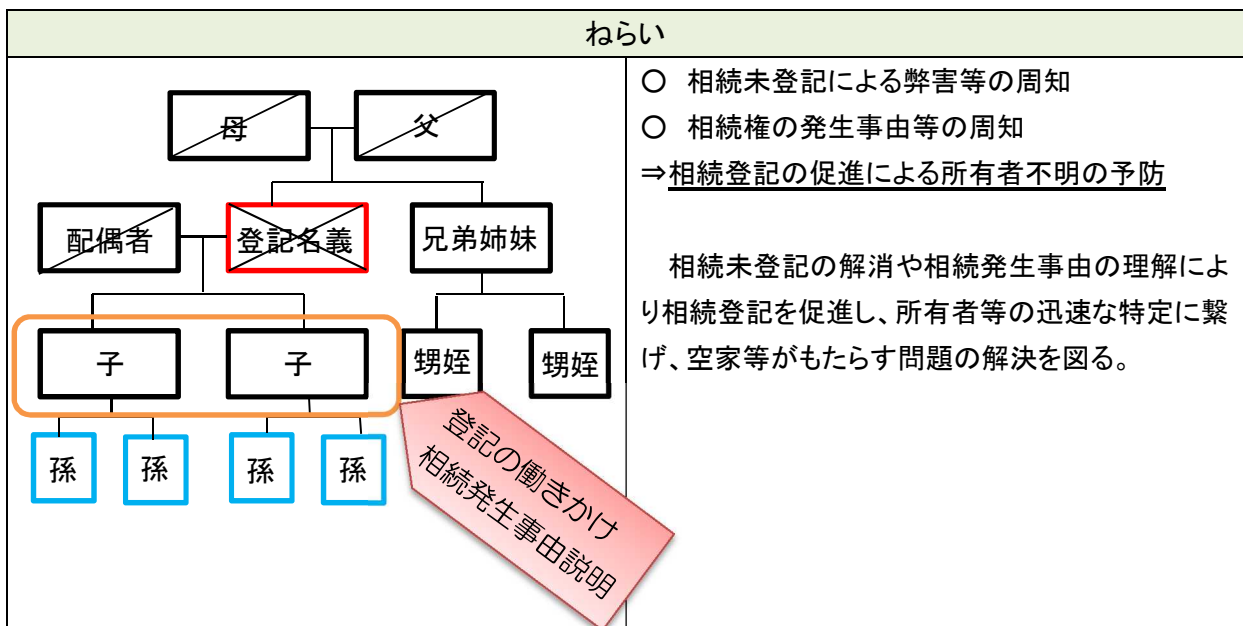 ねらい
母
父
配偶者
登記名義
兄弟姉妹
子
子
甥姪
甥姪
孫
孫
孫
孫
登記の働きかけ
相続発生事由説明
○ 相続未登記による弊害等の周知
○ 相続権の発生事由等の周知
⇒相続登記の促進による所有者不明の予防
相続未登記の解消や相続発生事由の理解によ
り相続登記を促進し、所有者等の迅速な特定に繋
げ、空家等がもたらす問題の解決を図る。